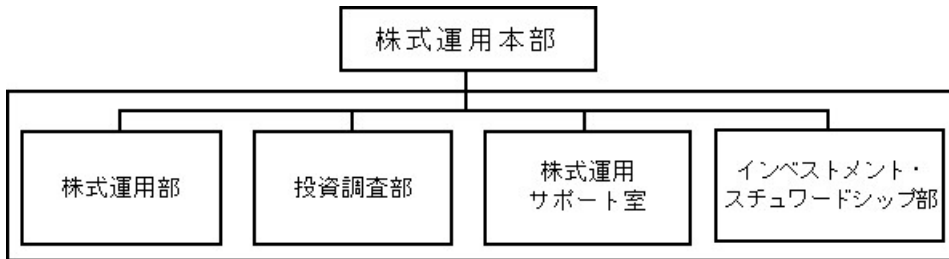 株式運用本部
株式運用部
投資調査部
株式運用
サポート室
インベストメント・
スチュワードシップ部